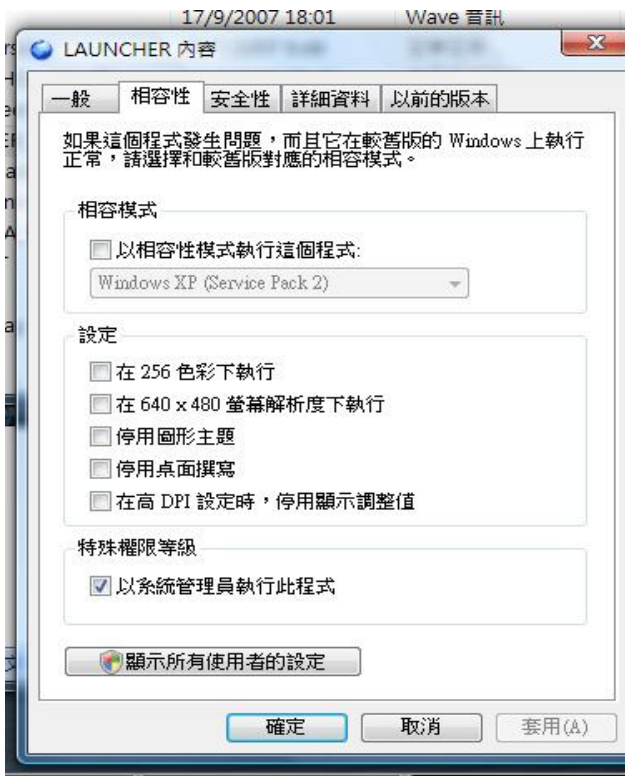 17/9/2007 18:01 Wave 音訊
LAUNCHER 內容
一般 相容性 安全性 詳細資料 以前的版本
如果這個程式發生問題，而且它在較舊版的 Windows 上執行
正常，請選擇和較舊版對應的相容模式。
相容模式
以相容性模式執行這個程式:
Windows XP (Service Pack 2)
設定
在 256 色彩下執行
在 640 x 480 螢幕解析度下執行
停用圖形主題
停用桌面撰寫
在高 DPI 設定時，停用顯示調整值
特殊權限等級
以系統管理員執行此程式
顯示所有使用者的設定
確定 取消 套用(A)